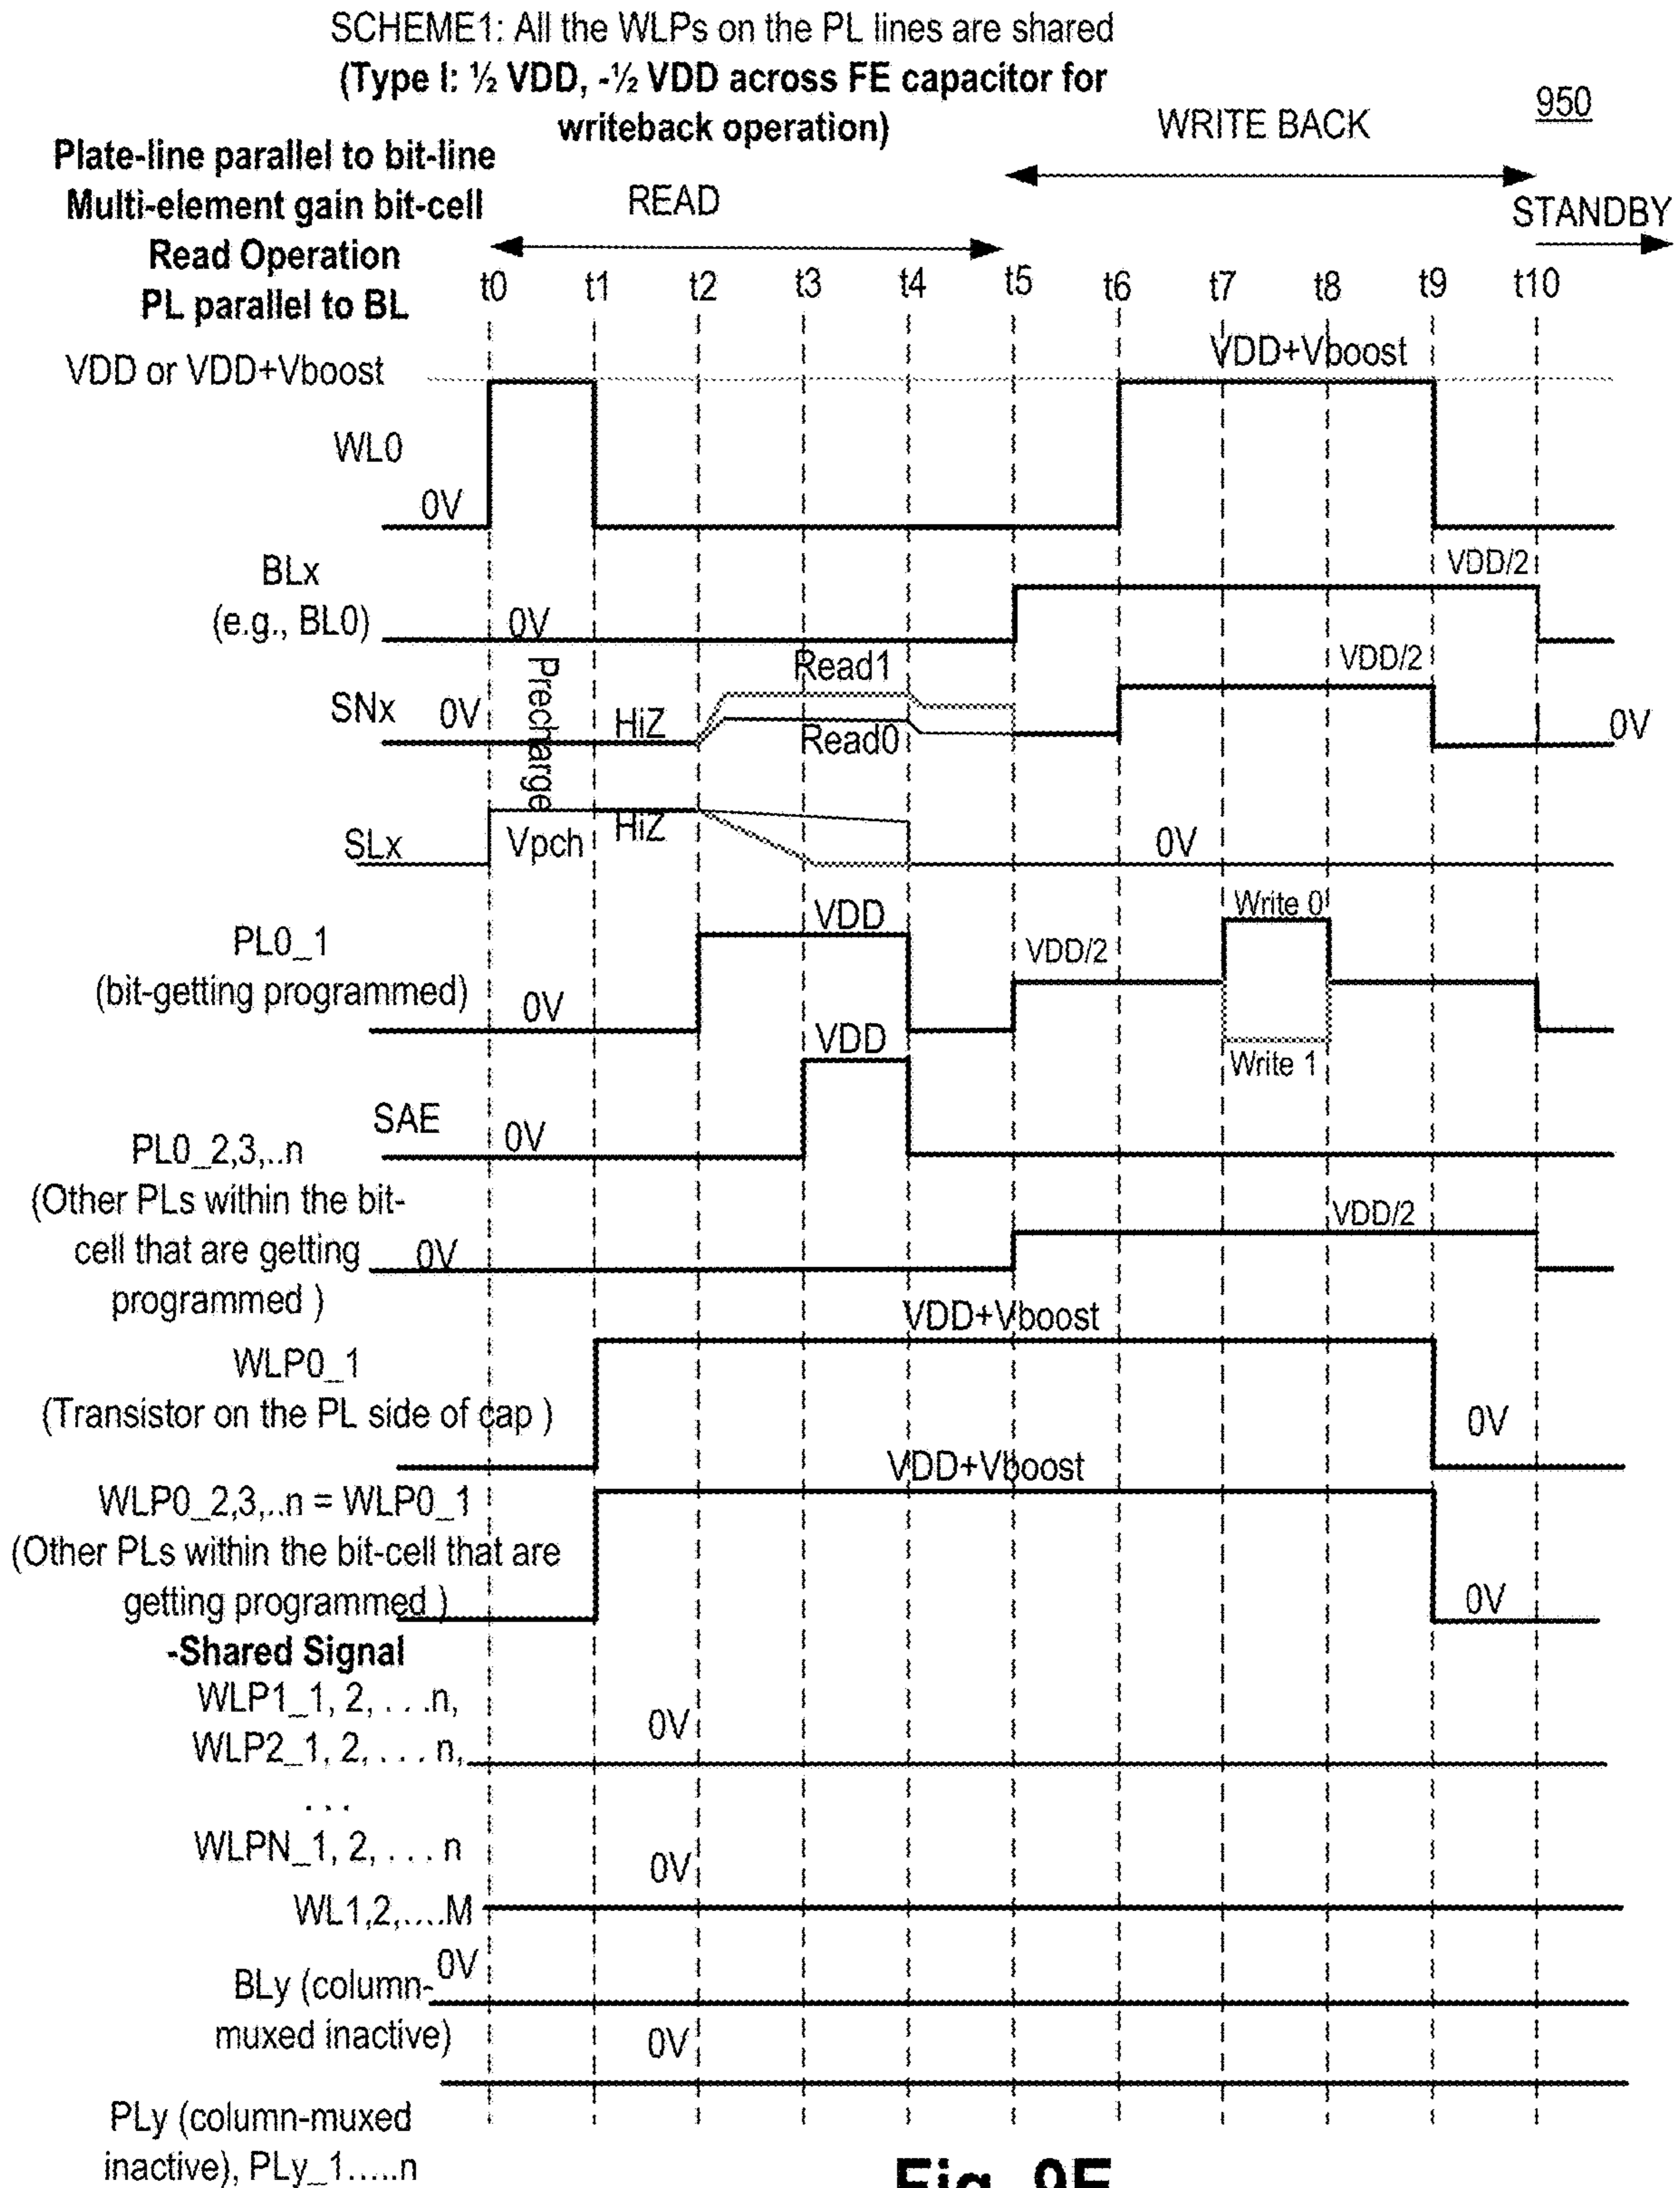 SCHEME1: All the WLPs on the PL lines are shared
(Type I: ½ VDD, -½ VDD across FE capacitor for
writeback operation)
950
WRITE BACK
Plate-line parallel to bit-line
Multi-element gain bit-cell
READ
STANDBY
Read Operation
PL parallel to BL
t0 t1 t2 t3 t4 t5 t6 t7 t8 t9 t10
VDD or VDD+Vboost
VDD+Vboost
WL0
0V
BLx
VDD/2
(e.g., BL0)
0V
Precharge
Read1
VDD/2
SNx
0V
HiZ
Read0
0V
SLx
Vpch
HiZ
0V
Write 0
PL0_1
VDD
VDD/2
(bit-getting programmed)
0V
VDD
Write 1
SAE
0V
PL0_2,3,..n
(Other PLs within the bit-
VDD/2
cell that are getting
0V
programmed )
VDD+Vboost
WLP0_1
(Transistor on the PL side of cap )
0V
VDD+Vboost
WLP0_2,3,..n = WLP0_1
(Other PLs within the bit-cell that are
getting programmed )
0V
-Shared Signal
WLP1_1, 2, . . .n,
0V
WLP2_1, 2, . . . n,
. . .
WLPN_1, 2, . . . n
0V
WL1,2,....M
0V
BLy (column-
muxed inactive)
0V
PLy (column-muxed
inactive), PLy_1.....n